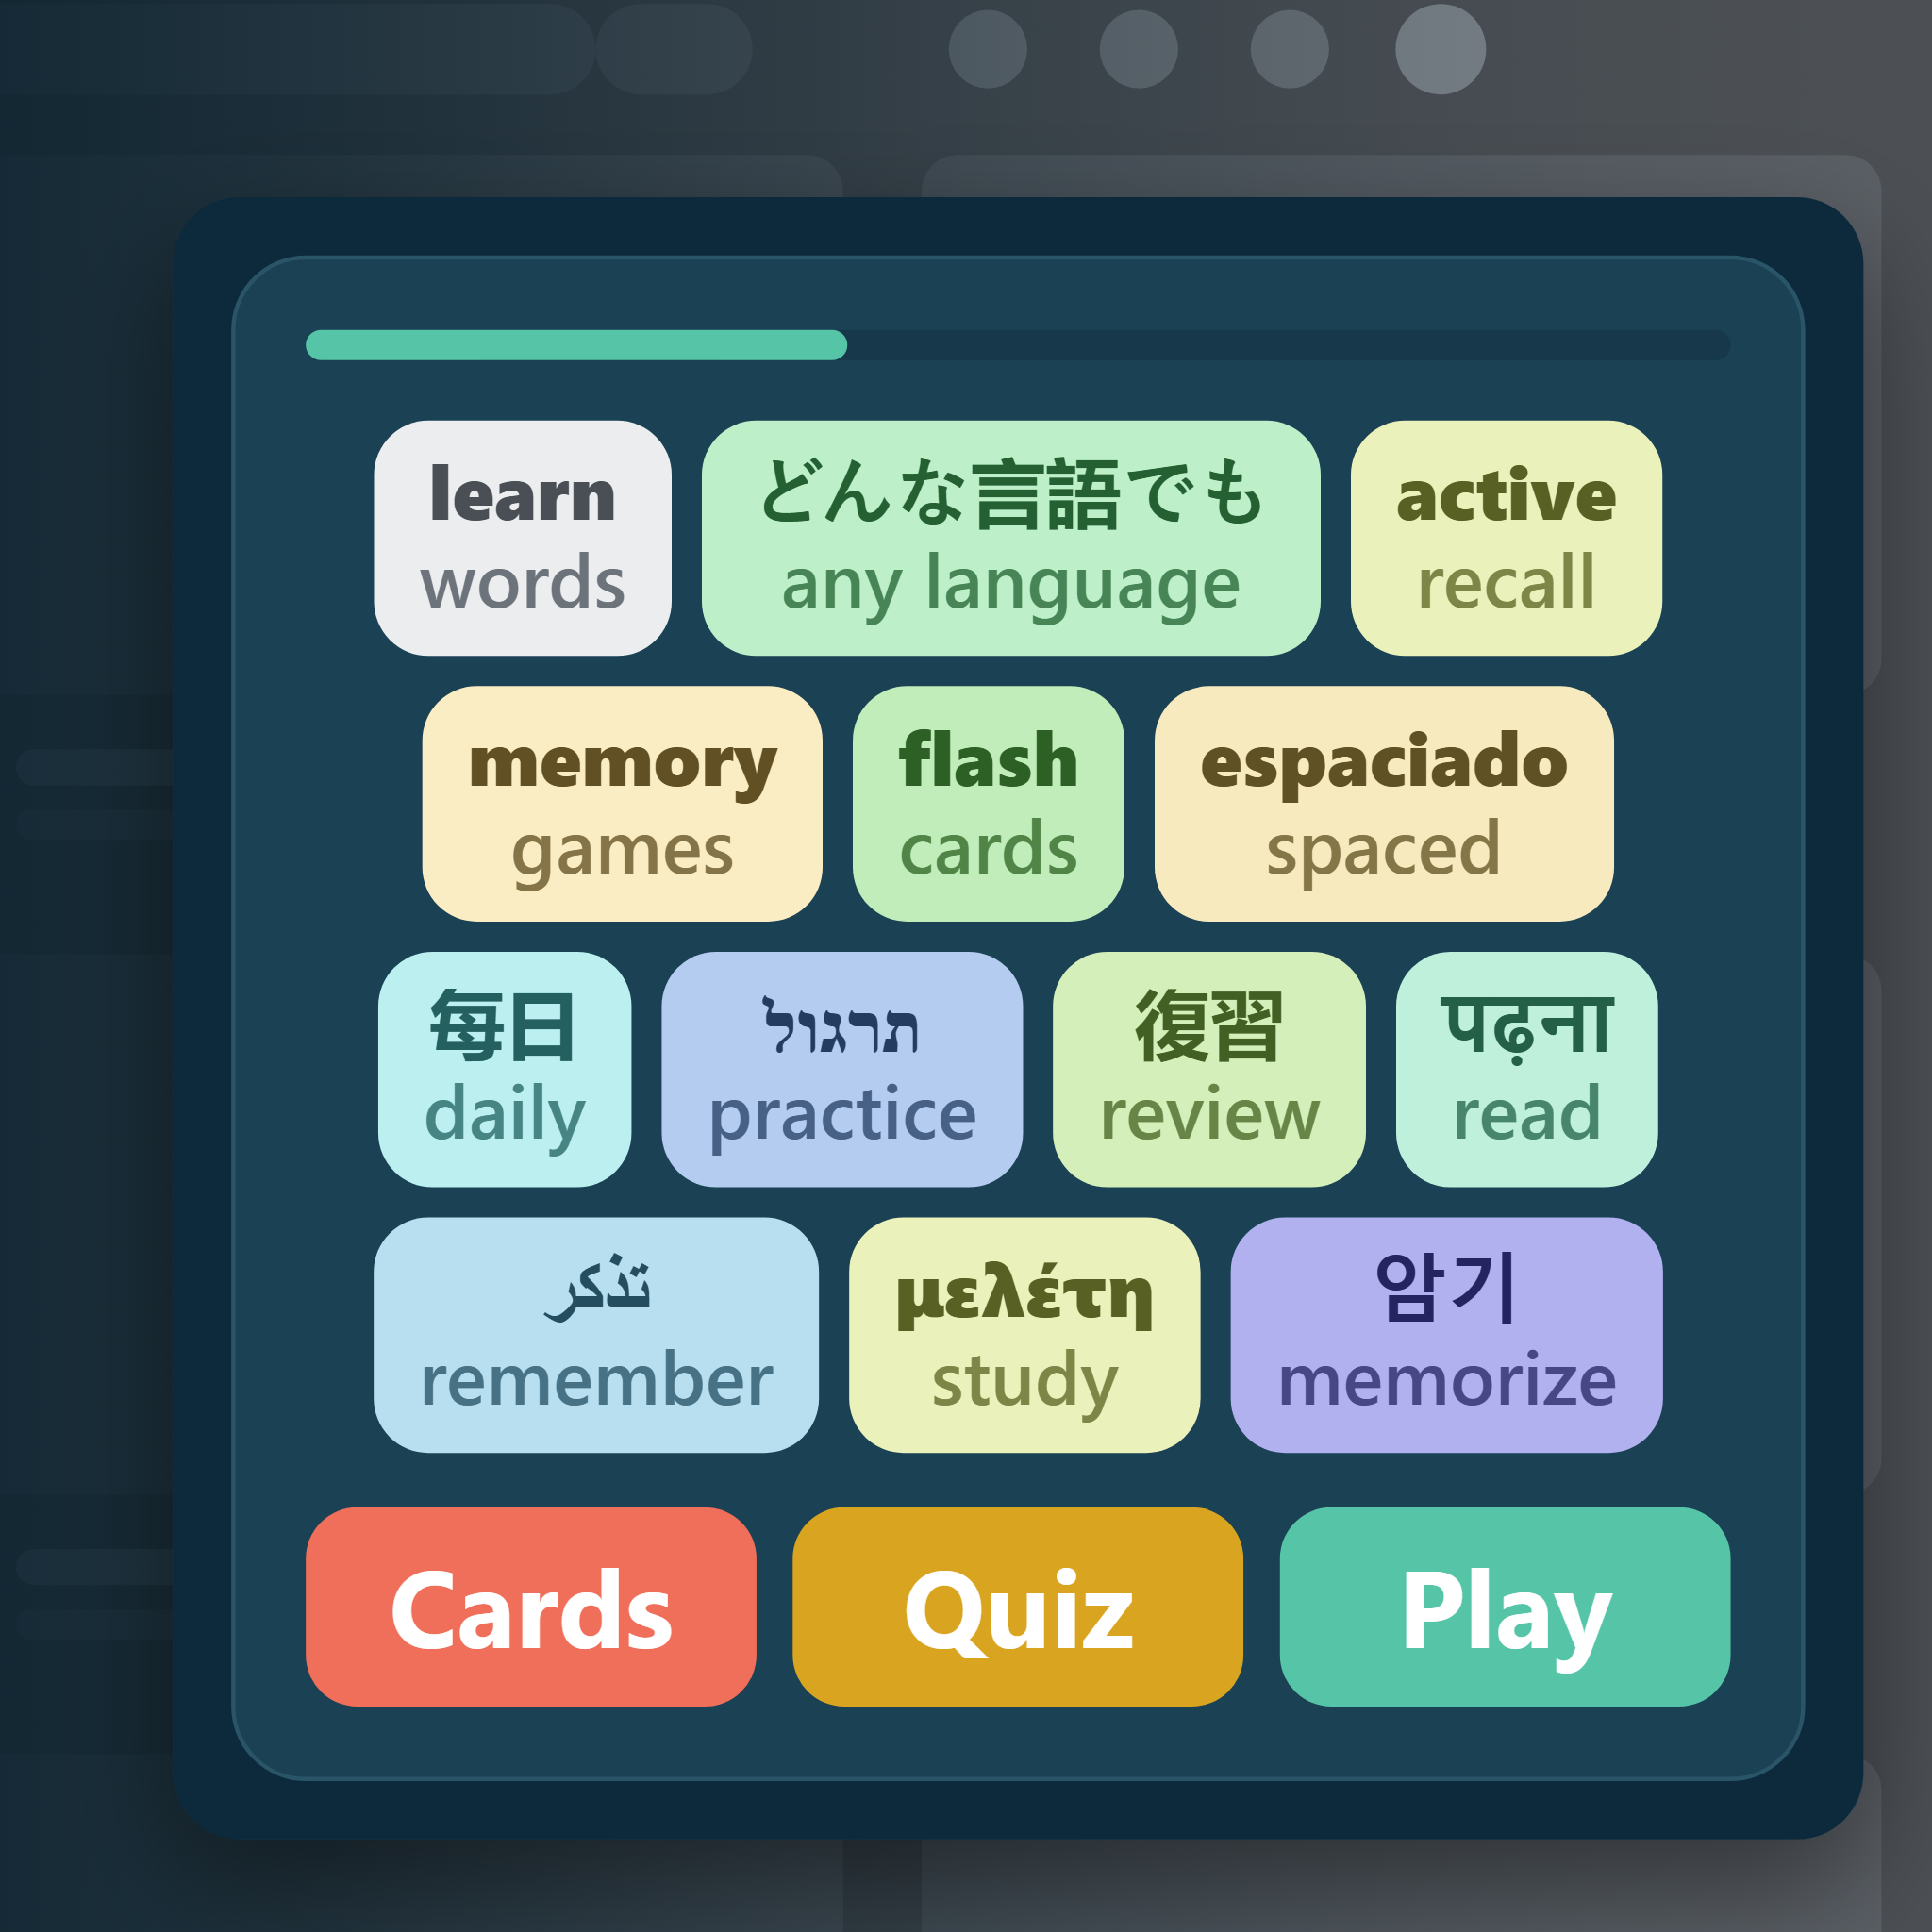 learn
words
どんな言語でも
any language
active
recall
memory
games
flash
cards
espaciado
spaced
毎日
daily
תרגול
practice
復習
review
पढ़ना
read
تذكر
remember
μελέτη
study
암기
memorize
Cards
Quiz
Play